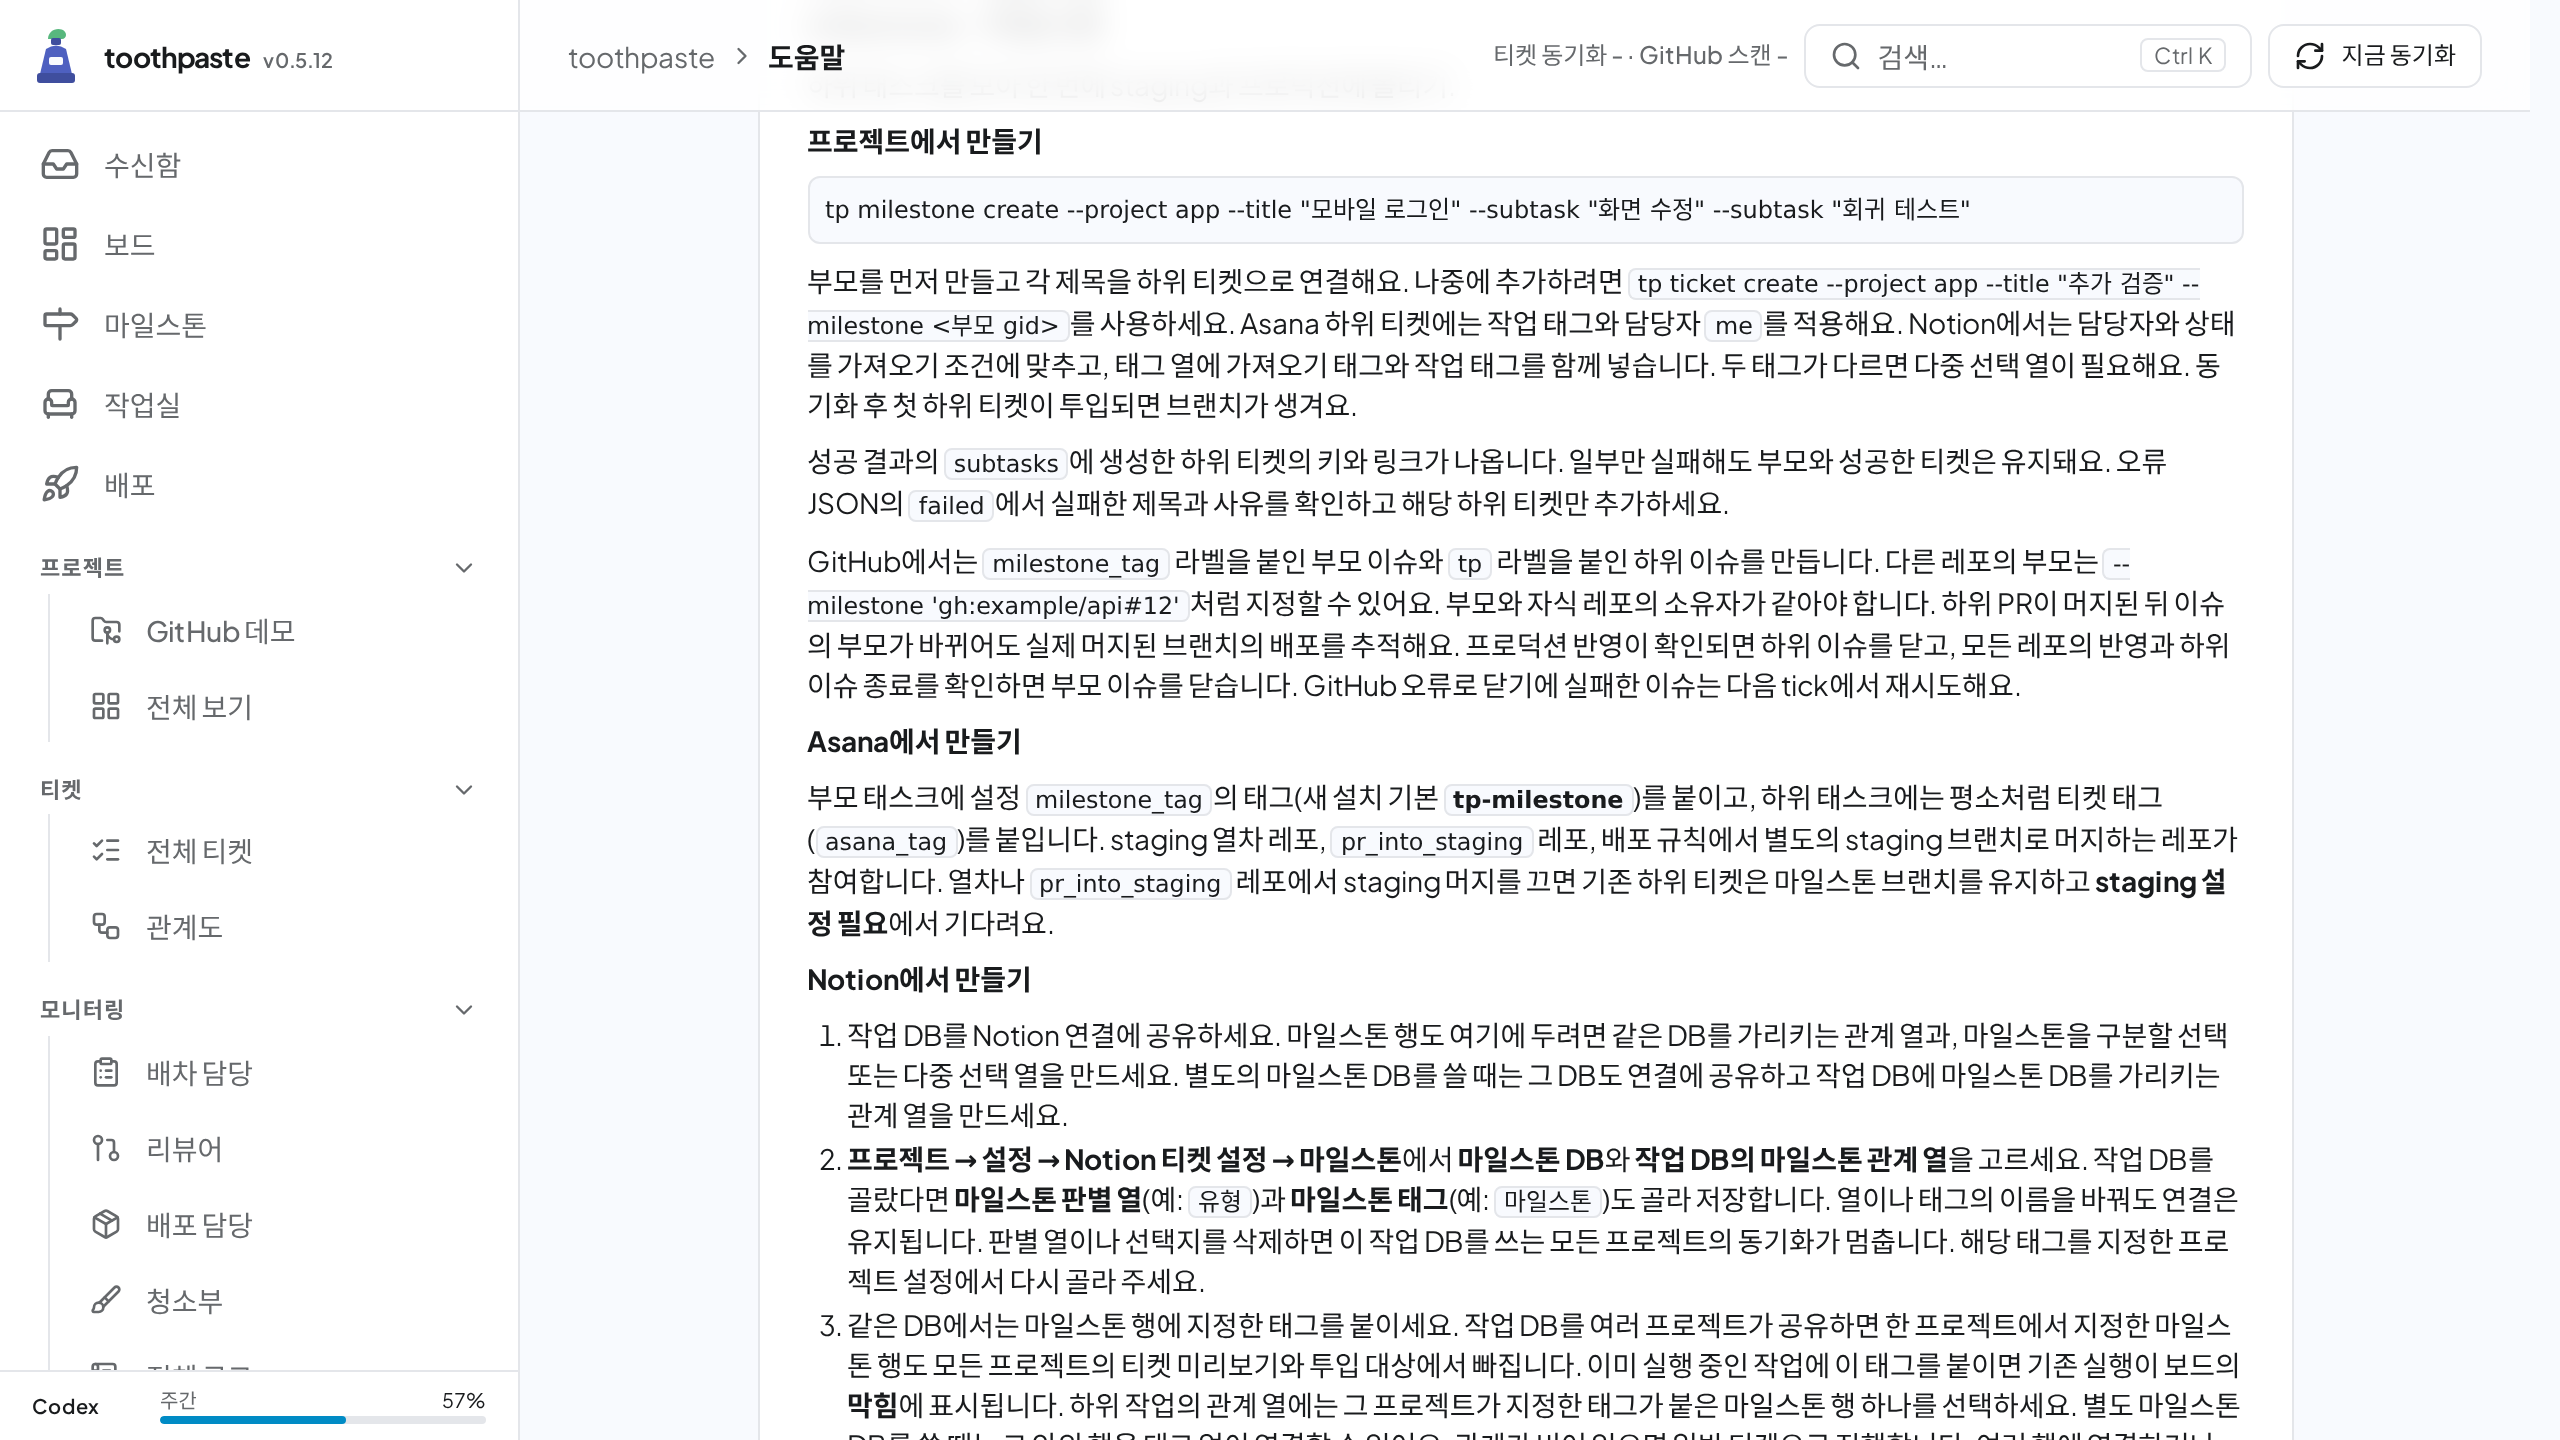 toothpaste v0.5.12
toothpaste > 도움말
티켓 동기화 - · GitHub 스캔 -
검색...
Ctrl K
지금 동기화
수신함
보드
마일스톤
작업실
배포
프로젝트
GitHub 데모
전체 보기
티켓
전체 티켓
관계도
모니터링
배차 담당
리뷰어
배포 담당
청소부
Codex
주간
57%
프로젝트에서 만들기
tp milestone create --project app --title "모바일 로그인" --subtask "화면 수정" --subtask "회귀 테스트"
부모를 먼저 만들고 각 제목을 하위 티켓으로 연결해요. 나중에 추가하려면 tp ticket create --project app --title "추가 검증" --
milestone <부모 gid>를 사용하세요. Asana 하위 티켓에는 작업 태그와 담당자 me를 적용해요. Notion에서는 담당자와 상태
를 가져오기 조건에 맞추고, 태그 열에 가져오기 태그와 작업 태그를 함께 넣습니다. 두 태그가 다르면 다중 선택 열이 필요해요. 동
기화 후 첫 하위 티켓이 투입되면 브랜치가 생겨요.
성공 결과의 subtasks에 생성한 하위 티켓의 키와 링크가 나옵니다. 일부만 실패해도 부모와 성공한 티켓은 유지돼요. 오류
JSON의 failed에서 실패한 제목과 사유를 확인하고 해당 하위 티켓만 추가하세요.
GitHub에서는 milestone_tag 라벨을 붙인 부모 이슈와 tp 라벨을 붙인 하위 이슈를 만듭니다. 다른 레포의 부모는 --
milestone 'gh:example/api#12'처럼 지정할 수 있어요. 부모와 자식 레포의 소유자가 같아야 합니다. 하위 PR이 머지된 뒤 이슈
의 부모가 바뀌어도 실제 머지된 브랜치의 배포를 추적해요. 프로덕션 반영이 확인되면 하위 이슈를 닫고, 모든 레포의 반영과 하위
이슈 종료를 확인하면 부모 이슈를 닫습니다. GitHub 오류로 닫기에 실패한 이슈는 다음 tick에서 재시도해요.
Asana에서 만들기
부모 태스크에 설정 milestone_tag의 태그(새 설치 기본 tp-milestone)를 붙이고, 하위 태스크에는 평소처럼 티켓 태그
(asana_tag)를 붙입니다. staging 열차 레포, pr_into_staging 레포, 배포 규칙에서 별도의 staging 브랜치로 머지하는 레포가
참여합니다. 열차나 pr_into_staging 레포에서 staging 머지를 끄면 기존 하위 티켓은 마일스톤 브랜치를 유지하고 staging 설
정 필요에서 기다려요.
Notion에서 만들기
1. 작업 DB를 Notion 연결에 공유하세요. 마일스톤 행도 여기에 두려면 같은 DB를 가리키는 관계 열과, 마일스톤을 구분할 선택
또는 다중 선택 열을 만드세요. 별도의 마일스톤 DB를 쓸 때는 그 DB도 연결에 공유하고 작업 DB에 마일스톤 DB를 가리키는
관계 열을 만드세요.
2. 프로젝트 → 설정 → Notion 티켓 설정 → 마일스톤에서 마일스톤 DB와 작업 DB의 마일스톤 관계 열을 고르세요. 작업 DB를
골랐다면 마일스톤 판별 열(예: 유형)과 마일스톤 태그(예: 마일스톤)도 골라 저장합니다. 열이나 태그의 이름을 바꿔도 연결은
유지됩니다. 판별 열이나 선택지를 삭제하면 이 작업 DB를 쓰는 모든 프로젝트의 동기화가 멈춥니다. 해당 태그를 지정한 프로
젝트 설정에서 다시 골라 주세요.
3. 같은 DB에서는 마일스톤 행에 지정한 태그를 붙이세요. 작업 DB를 여러 프로젝트가 공유하면 한 프로젝트에서 지정한 마일스
톤 행도 모든 프로젝트의 티켓 미리보기와 투입 대상에서 빠집니다. 이미 실행 중인 작업에 이 태그를 붙이면 기존 실행이 보드의
막힘에 표시됩니다. 하위 작업의 관계 열에는 그 프로젝트가 지정한 태그가 붙은 마일스톤 행 하나를 선택하세요. 별도 마일스톤